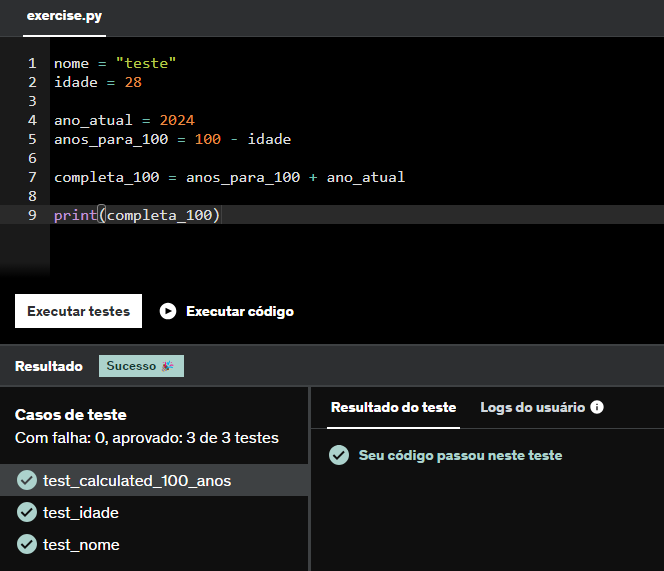 exercise.py
1 nome = "teste"
2 idade = 28
3
4 ano_atual = 2024
5 anos_para_100 = 100 - idade
6
7 completa_100 = anos_para_100 + ano_atual
8
9 print(completa_100)
Executar testes
Executar código
Resultado Sucesso 🎉
Casos de teste
Com falha: 0, aprovado: 3 de 3 testes
test_calculated_100_anos
test_idade
test_nome
Resultado do teste Logs do usuário
Seu código passou neste teste